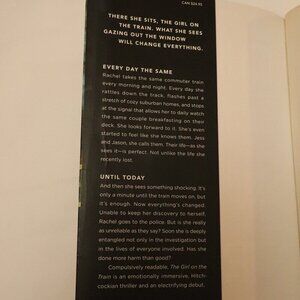 CAN $24.95
THERE SHE SITS, THE GIRL ON
THE TRAIN. WHAT SHE SEES
GAZING OUT THE WINDOW
WILL CHANGE EVERYTHING.
EVERY DAY THE SAME
Rachel takes the same commuter train
every morning and night. Every day she
rattles down the track, flashes past a
stretch of cozy suburban homes, and stops
at the signal that allows her to daily watch
the same couple breakfasting on their
deck. She looks forward to it. She's even
started to feel like she knows them. Jess
and Jason, she calls them. Their life—as she
sees it—is perfect. Not unlike the life she
recently lost.
UNTIL TODAY
And then she sees something shocking. It's
only a minute until the train moves on, but
it's enough. Now everything's changed.
Unable to keep her discovery to herself,
Rachel goes to the police. But is she really
as unreliable as they say? Soon she is deeply
entangled not only in the investigation but
in the lives of everyone involved. Has she
done more harm than good?
Compulsively readable, The Girl on the
Train is an emotionally immersive, Hitch-
cockian thriller and an electrifying debut.